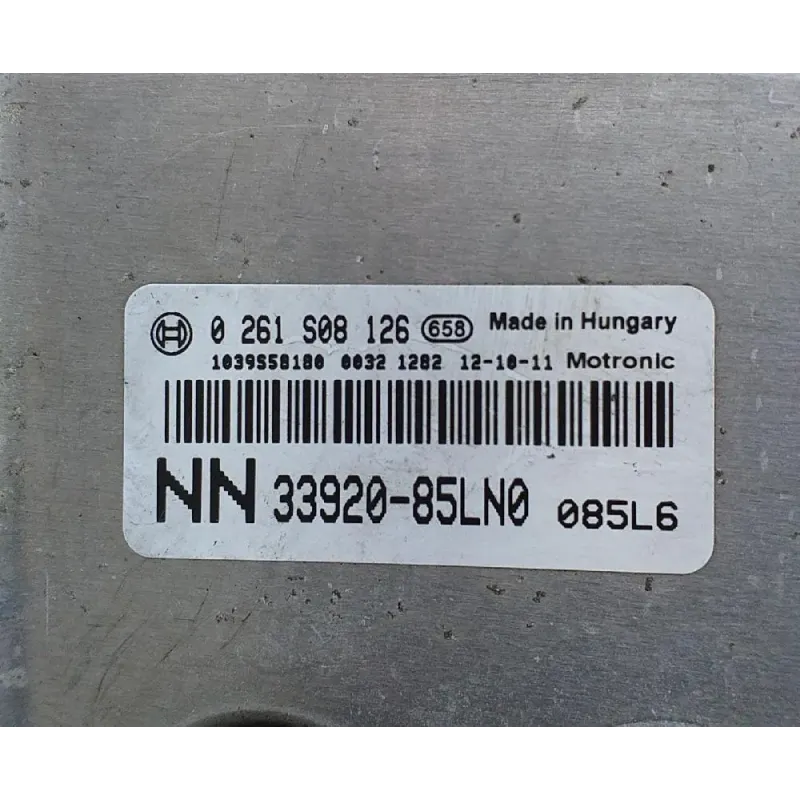 0 261 S08 126 658 Made in Hungary
1039S58180 0032 1282 12-10-11 Motronic
NN 33920-85LN0 085L6